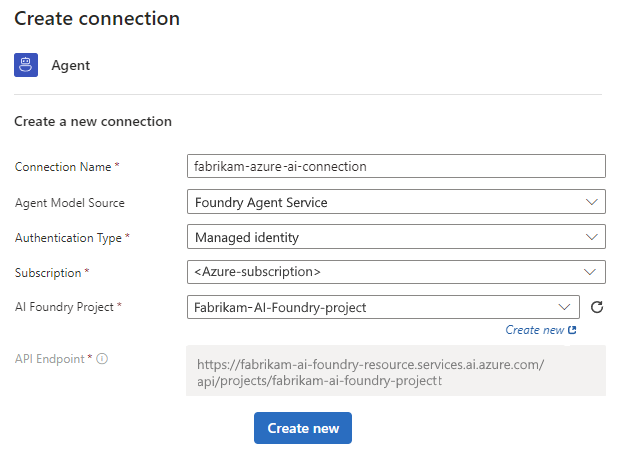 Create connection
Agent
Create a new connection
Connection Name *
fabrikam-azure-ai-connection
Agent Model Source
Foundry Agent Service
Authentication Type *
Managed identity
Subscription *
<Azure-subscription>
AI Foundry Project *
Fabrikam-AI-Foundry-project
Create new
API Endpoint *
https://fabrikam-ai-foundry-resource.services.ai.azure.com/
api/projects/fabrikam-ai-foundry-projectt
Create new